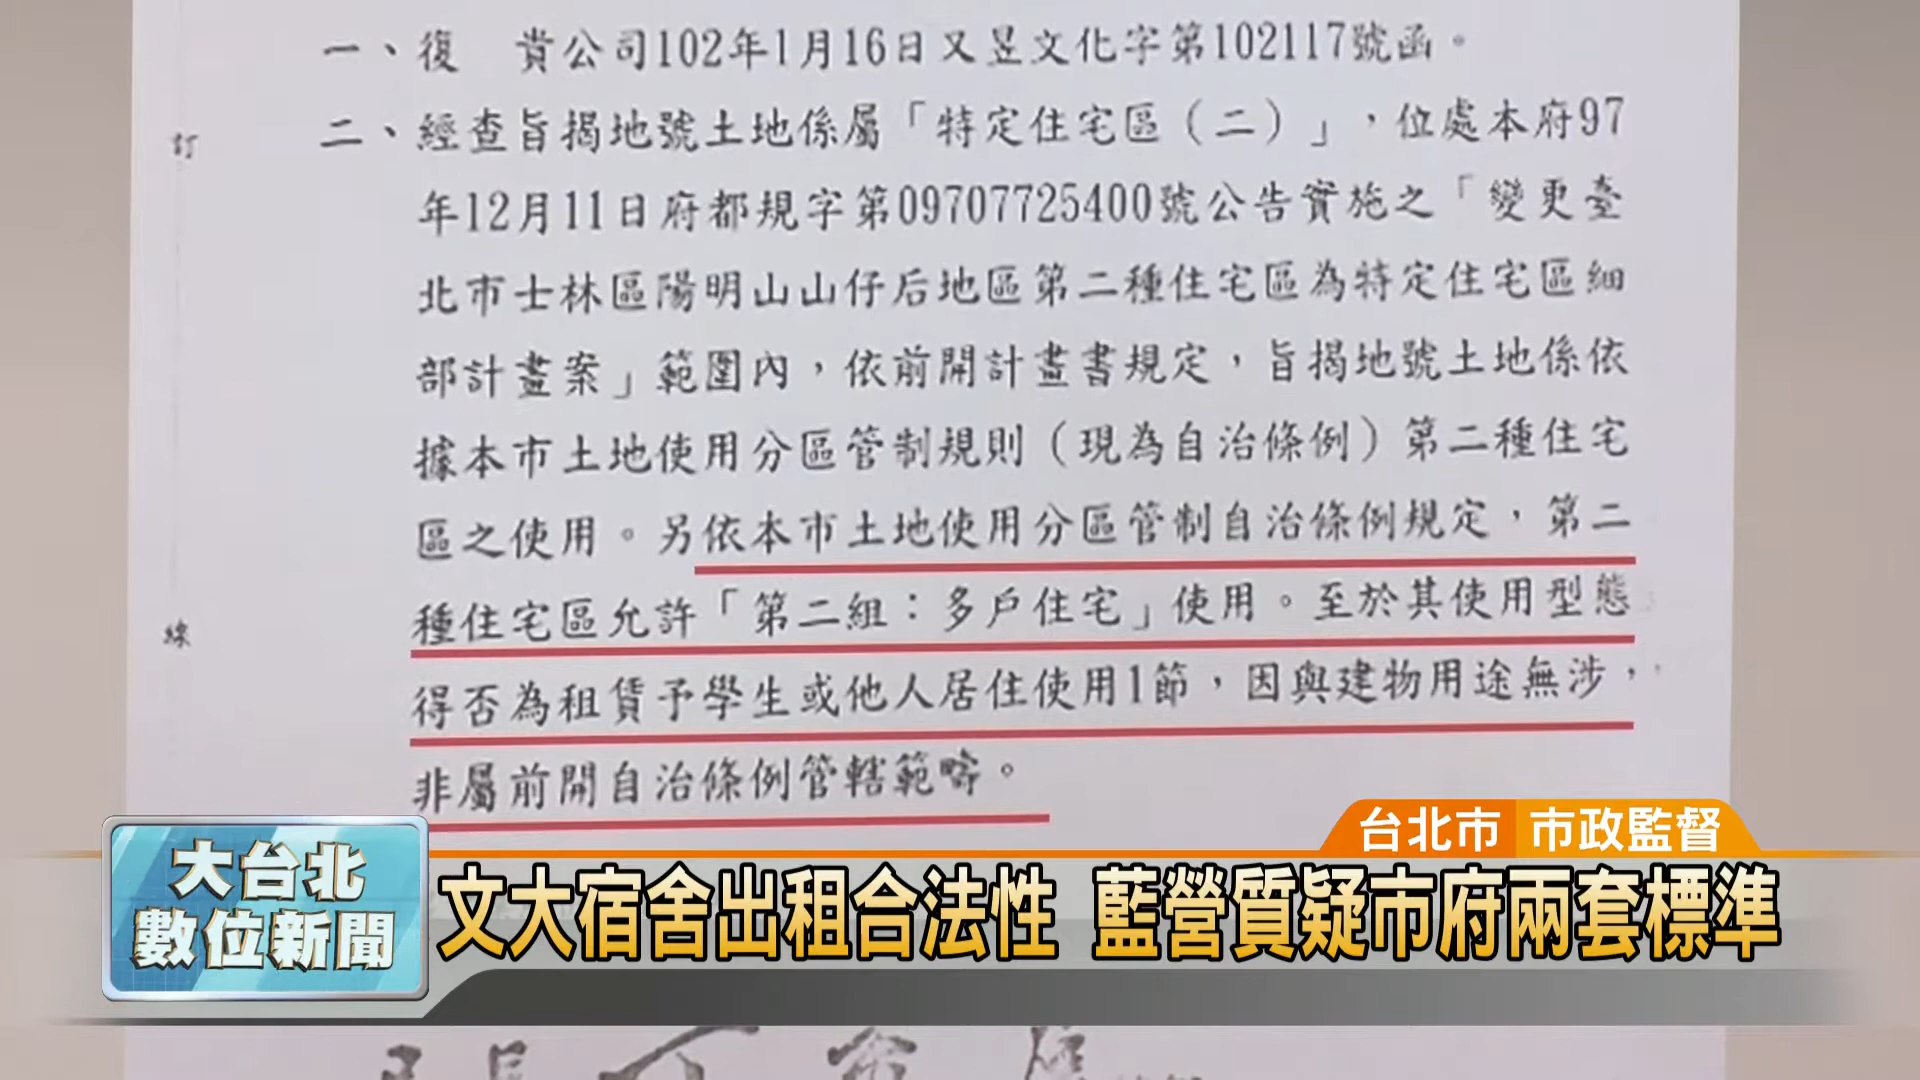 一、復　貴公司102年1月16日又昱文化字第102117號函。
二、經查旨揭地號土地係屬「特定住宅區（二）」，位處本府97
年12月11日府都規字第09707725400號公告實施之「變更臺
北市士林區陽明山山仔后地區第二種住宅區為特定住宅區細
部計畫案」範圍內，依前開計畫書規定，旨揭地號土地係依
據本市土地使用分區管制規則（現為自治條例）第二種住宅
區之使用。另依本市土地使用分區管制自治條例規定，第二
種住宅區允許「第二組：多戶住宅」使用。至於其使用型態
得否為租賃予學生或他人居住使用1節，因與建物用途無涉，
非屬前開自治條例管轄範疇。
訂
線
台北市 市政監督
大台北
數位新聞
文大宿舍出租合法性 藍營質疑市府兩套標準